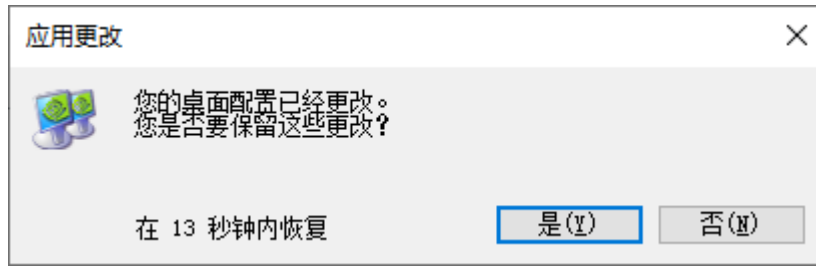 应用更改
您的桌面配置已经更改。
您是否要保留这些更改?
在 13 秒钟内恢复
是(Y)
否(N)